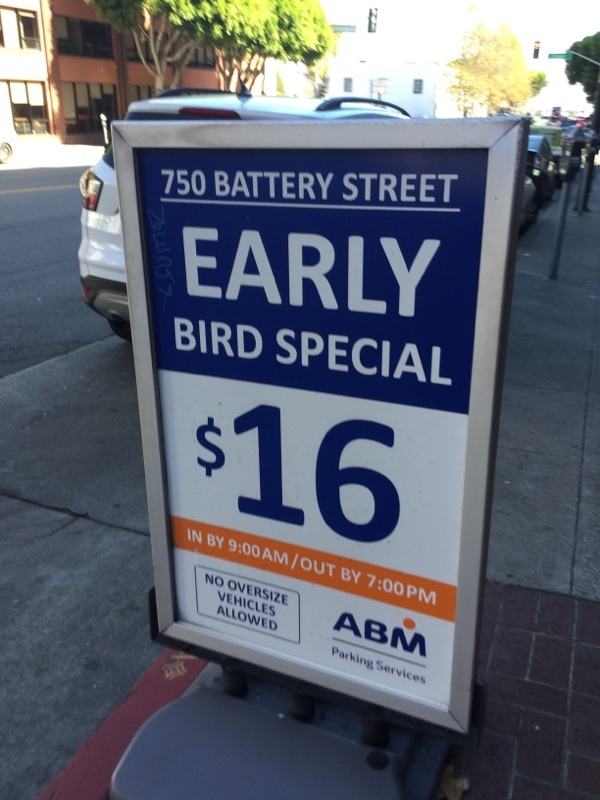 750 BATTERY STREET
EARLY
BIRD SPECIAL
$16
IN BY 9:00AM/OUT BY 7:00PM
NO OVERSIZE
VEHICLES
ALLOWED
ABM
Parking Services